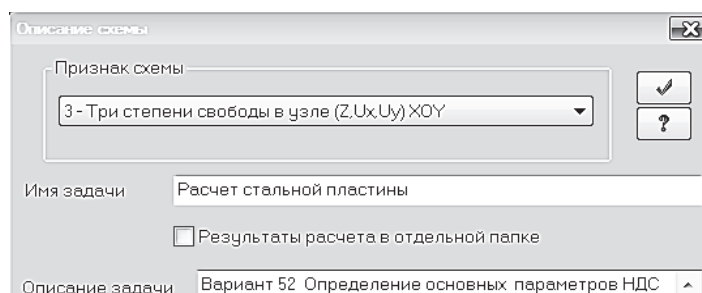 Описание схемы
Признак схемы
3 - Три степени свободы в узле (Z,Ux,Uy) XOY
?
Имя задачи Расчет стальной пластины
Результаты расчета в отдельной папке
Описание задачи Вариант 52 Определение основных параметров НДС